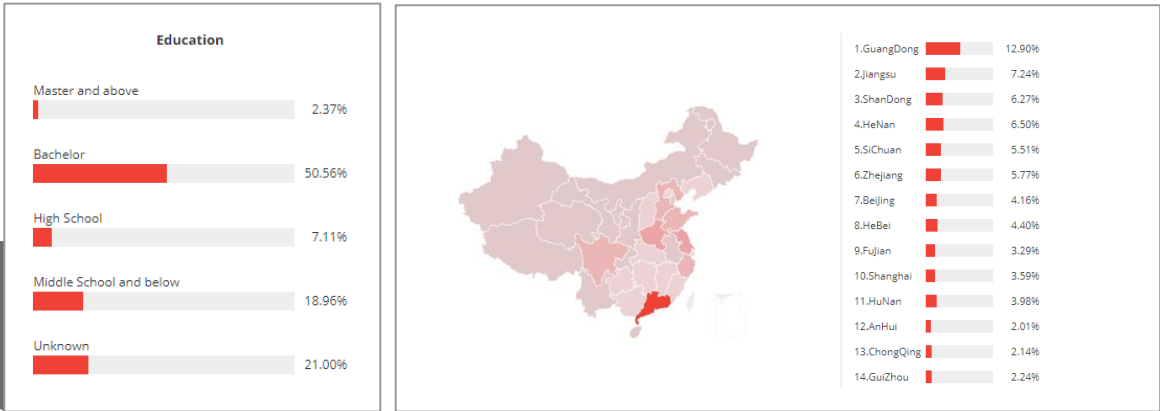 Education
Master and above
2.37%
Bachelor
50.56%
High School
7.11%
Middle School and below
18.96%
Unknown
21.00%
1.GuangDong 12.90%
2.Jiangsu 7.24%
3.ShanDong 6.27%
4.HeNan 6.50%
5.SiChuan 5.51%
6.Zhejiang 5.77%
7.BeiJing 4.16%
8.HeBei 4.40%
9.FuJian 3.29%
10.Shanghai 3.59%
11.HuNan 3.98%
12.AnHui 2.01%
13.ChongQing 2.14%
14.GuiZhou 2.24%